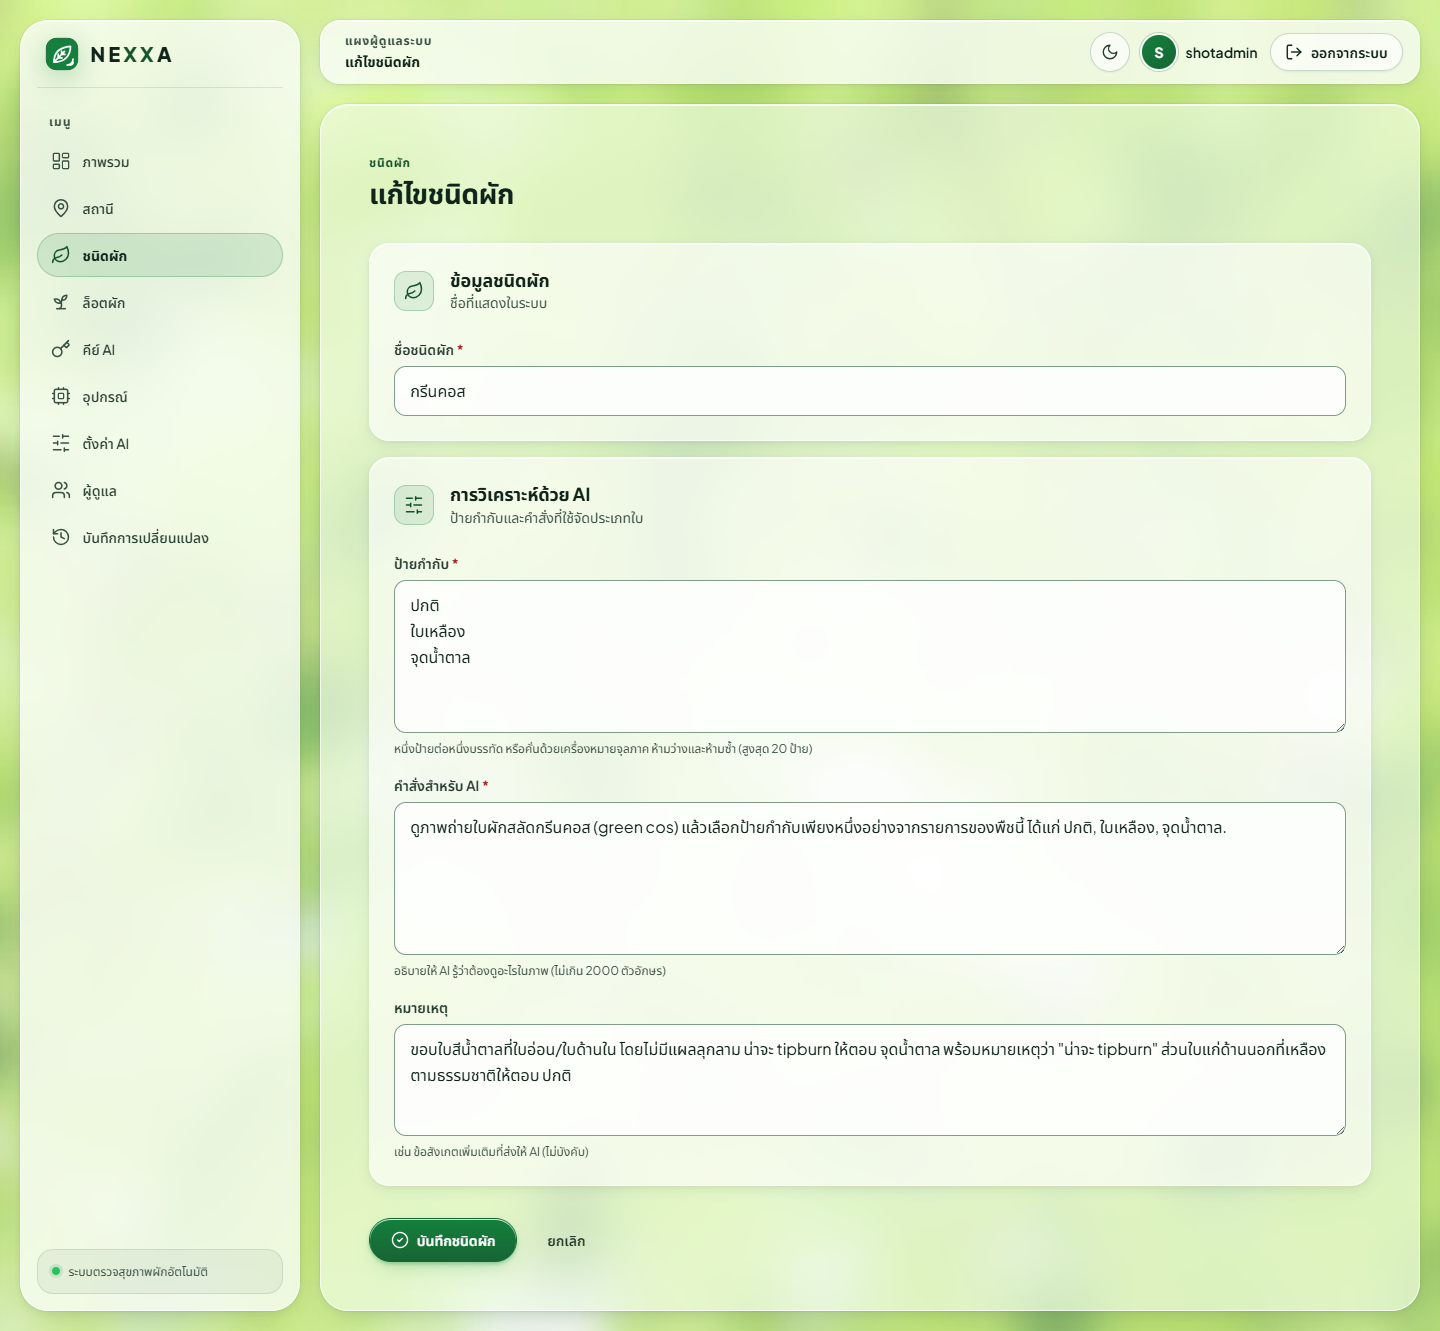 NEXXA
เมนู
ภาพรวม
สถานี
ชนิดผัก
ล็อตผัก
คีย์ AI
อุปกรณ์
ตั้งค่า AI
ผู้ดูแล
บันทึกการเปลี่ยนแปลง
ระบบตรวจสุขภาพผักอัตโนมัติ
แผงผู้ดูแลระบบ
แก้ไขชนิดผัก
S shotadmin ออกจากระบบ
ชนิดผัก
แก้ไขชนิดผัก
ข้อมูลชนิดผัก
ชื่อที่แสดงในระบบ
ชื่อชนิดผัก *
กรีนคอส
การวิเคราะห์ด้วย AI
ป้ายกำกับและคำสั่งที่ใช้จัดประเภทใบ
ป้ายกำกับ *
ปกติ
ใบเหลือง
จุดน้ำตาล
หนึ่งป้ายต่อหนึ่งบรรทัด หรือคั่นด้วยเครื่องหมายจุลภาค ห้ามว่างและห้ามซ้ำ (สูงสุด 20 ป้าย)
คำสั่งสำหรับ AI *
ดูภาพถ่ายใบผักสลัดกรีนคอส (green cos) แล้วเลือกป้ายกำกับเพียงหนึ่งอย่างจากรายการของพืชนี้ ได้แก่ ปกติ, ใบเหลือง, จุดน้ำตาล.
อธิบายให้ AI รู้ว่าต้องดูอะไรในภาพ (ไม่เกิน 2000 ตัวอักษร)
หมายเหตุ
ขอบใบสีน้ำตาลที่ใบอ่อน/ใบด้านใน โดยไม่มีแผลลุกลาม น่าจะ tipburn ให้ตอบ จุดน้ำตาล พร้อมหมายเหตุว่า "น่าจะ tipburn" ส่วนใบแก่ด้านนอกที่เหลือง
ตามธรรมชาติให้ตอบ ปกติ
เช่น ข้อสังเกตเพิ่มเติมที่ส่งให้ AI (ไม่บังคับ)
บันทึกชนิดผัก ยกเลิก